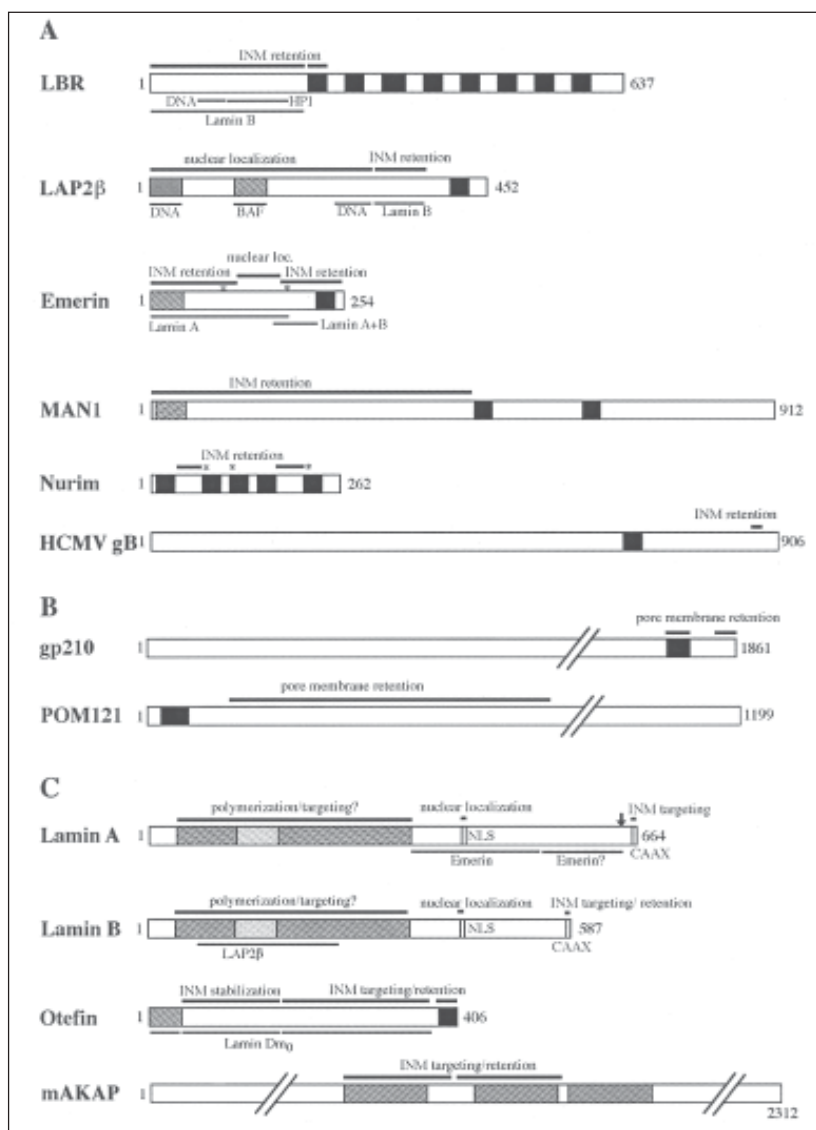 A
INM retention
LBR 1 637
DNA HP1
Lamin B
nuclear localization INM retention
LAP2β 1 452
DNA BAF DNA Lamin B
nuclear loc.
INM retention INM retention
* *
Emerin 1 254
Lamin A Lamin A+B
INM retention
MAN1 1 912
INM retention
* * *
Nurim 1 262
INM retention
HCMV gB 1 906
B
pore membrane retention
gp210 1 1861
pore membrane retention
POM121 1 1199
C
polymerization/targeting? nuclear localization INM targeting
Lamin A 1 NLS 664
Emerin Emerin? CAAX
polymerization/targeting? nuclear localization INM targeting/ retention
Lamin B 1 NLS 587
LAP2β CAAX
INM stabilization INM targeting/retention
Otefin 1 406
Lamin Dm0
INM targeting/retention
mAKAP 1
2312